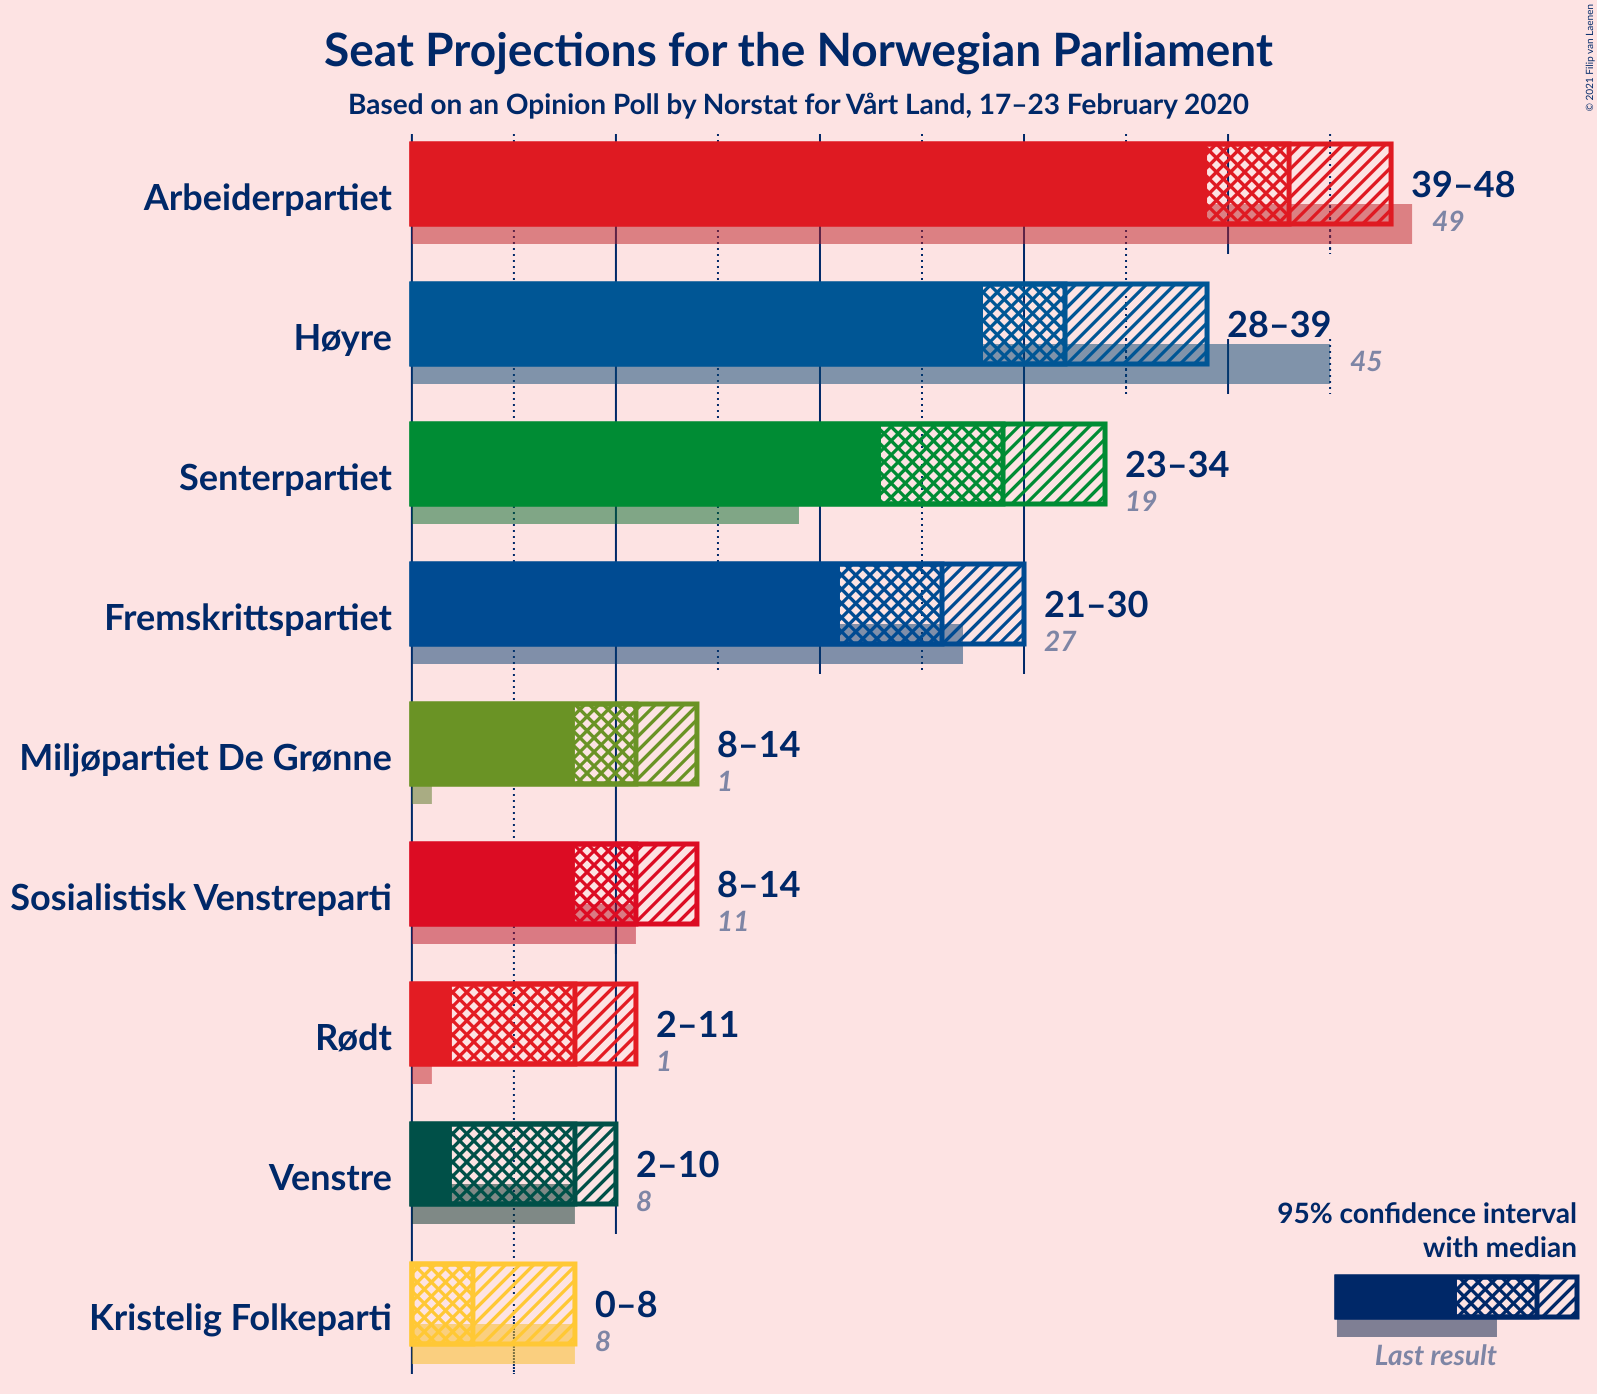 Seat Projections for the Norwegian Parliament
Based on an Opinion Poll by Norstat for Vårt Land, 17–23 February 2020
© 2021 Filip van Laenen
Arbeiderpartiet
39–48
49
Høyre
28–39
45
Senterpartiet
23–34
19
Fremskrittspartiet
21–30
27
Miljøpartiet De Grønne
8–14
1
Sosialistisk Venstreparti
8–14
11
Rødt
2–11
1
Venstre
2–10
8
Kristelig Folkeparti
0–8
8
95% confidence interval
with median
Last result